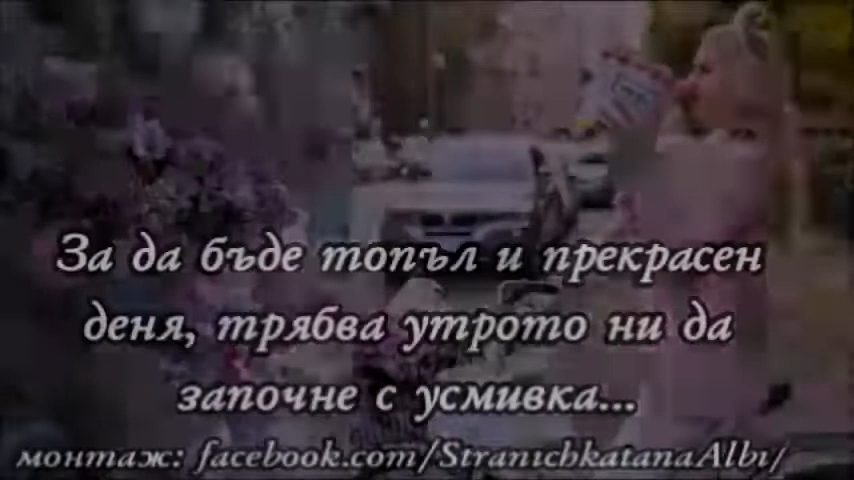 За да бъде топъл и прекрасен
деня, трябва утрото ни да
започне с усмивка...
монтаж: facebook.com/StranichkatanaAlbi/